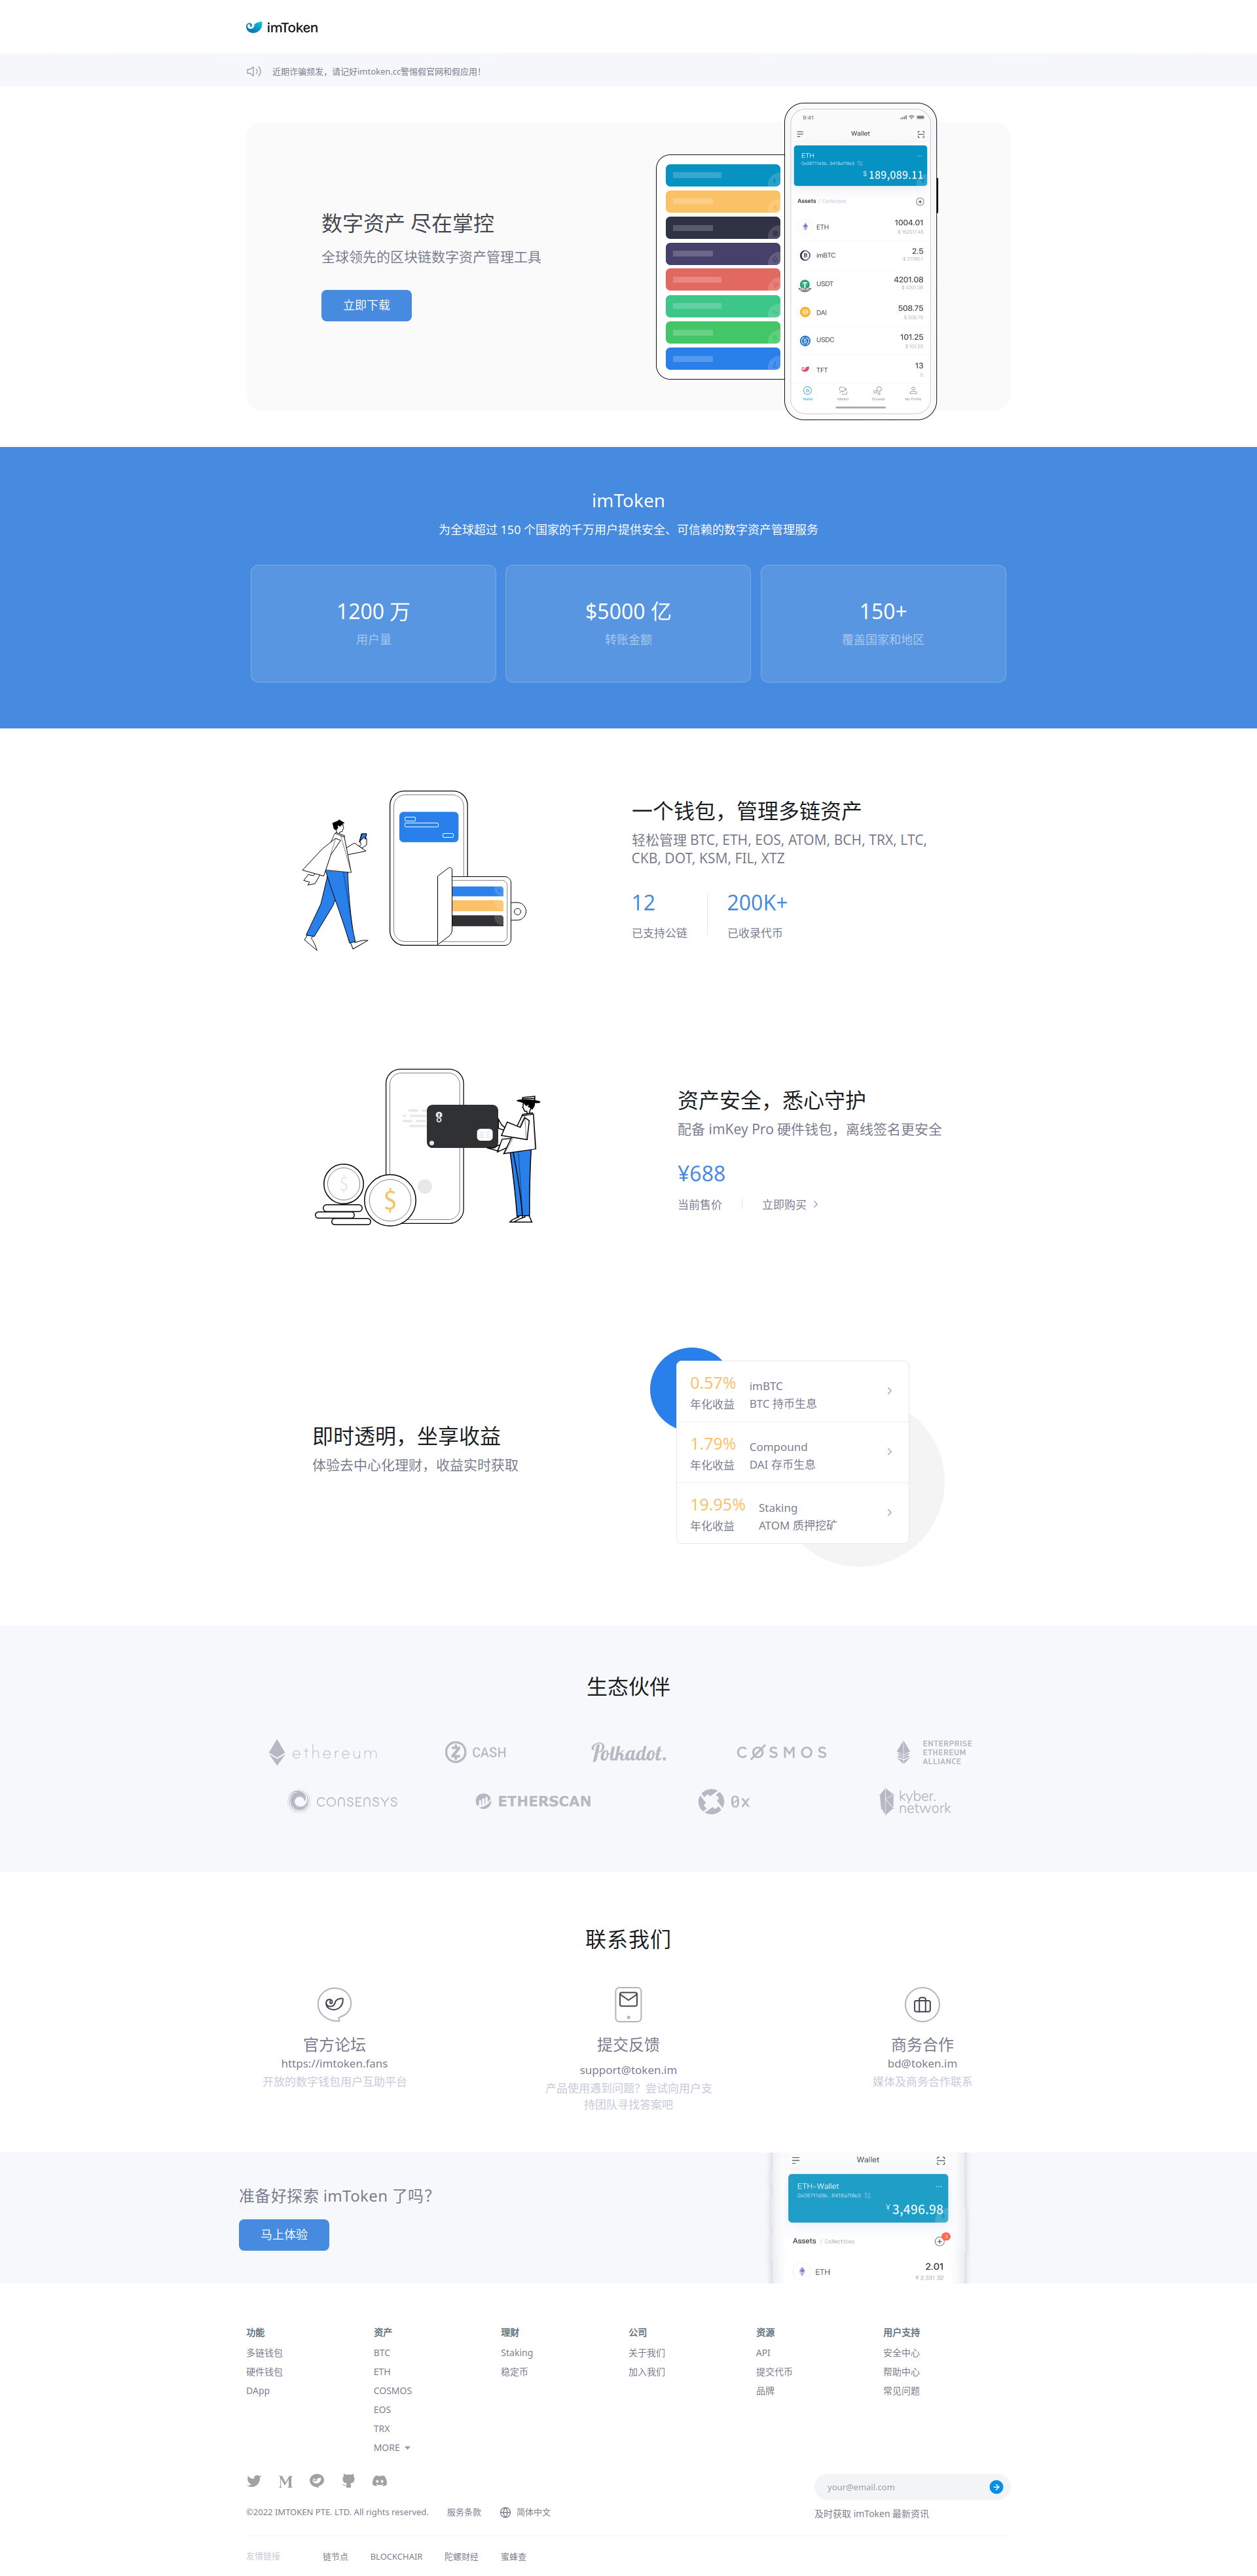 imToken
近期诈骗频发，请记好imtoken.cc警惕假官网和假应用！
数字资产 尽在掌控
全球领先的区块链数字资产管理工具
立即下载
9:41
Wallet
ETH
$ 189,089.11
Assets / Collectibles
ETH 1004.01
imBTC 2.5
USDT 4201.08
DAI 508.75
$ 508.75
USDC 101.25
$ 101.25
TFT 13
0
Wallet Market Browser My Profile
imToken
为全球超过 150 个国家的千万用户提供安全、可信赖的数字资产管理服务
1200 万
用户量
$5000 亿
转账金额
150+
覆盖国家和地区
一个钱包，管理多链资产
轻松管理 BTC, ETH, EOS, ATOM, BCH, TRX, LTC,
CKB, DOT, KSM, FIL, XTZ
12
已支持公链
200K+
已收录代币
$
$
资产安全，悉心守护
配备 imKey Pro 硬件钱包，离线签名更安全
¥688
当前售价
立即购买
即时透明，坐享收益
体验去中心化理财，收益实时获取
0.57%
年化收益
imBTC
BTC 持币生息
1.79%
年化收益
Compound
DAI 存币生息
19.95%
年化收益
Staking
ATOM 质押挖矿
生态伙伴
ethereum
CASH
Polkadot.
COSMOS
ENTERPRISE
ETHEREUM
ALLIANCE
CONSENSYS
ETHERSCAN
0x
kyber.
network
联系我们
官方论坛
https://imtoken.fans
开放的数字钱包用户互助平台
提交反馈
support@token.im
产品使用遇到问题？尝试向用户支
持团队寻找答案吧
商务合作
bd@token.im
媒体及商务合作联系
准备好探索 imToken 了吗？
马上体验
Wallet
ETH-Wallet
¥ 3,496.98
Assets / Collectibles
ETH 2.01
¥ 2,331.32
功能
多链钱包
硬件钱包
DApp
资产
BTC
ETH
COSMOS
EOS
TRX
MORE
理财
Staking
稳定币
公司
关于我们
加入我们
资源
API
提交代币
品牌
用户支持
安全中心
帮助中心
常见问题
your@email.com
及时获取 imToken 最新资讯
©2022 IMTOKEN PTE. LTD. All rights reserved.
服务条款
简体中文
友情链接
链节点
BLOCKCHAIR
陀螺财经
蜜蜂查